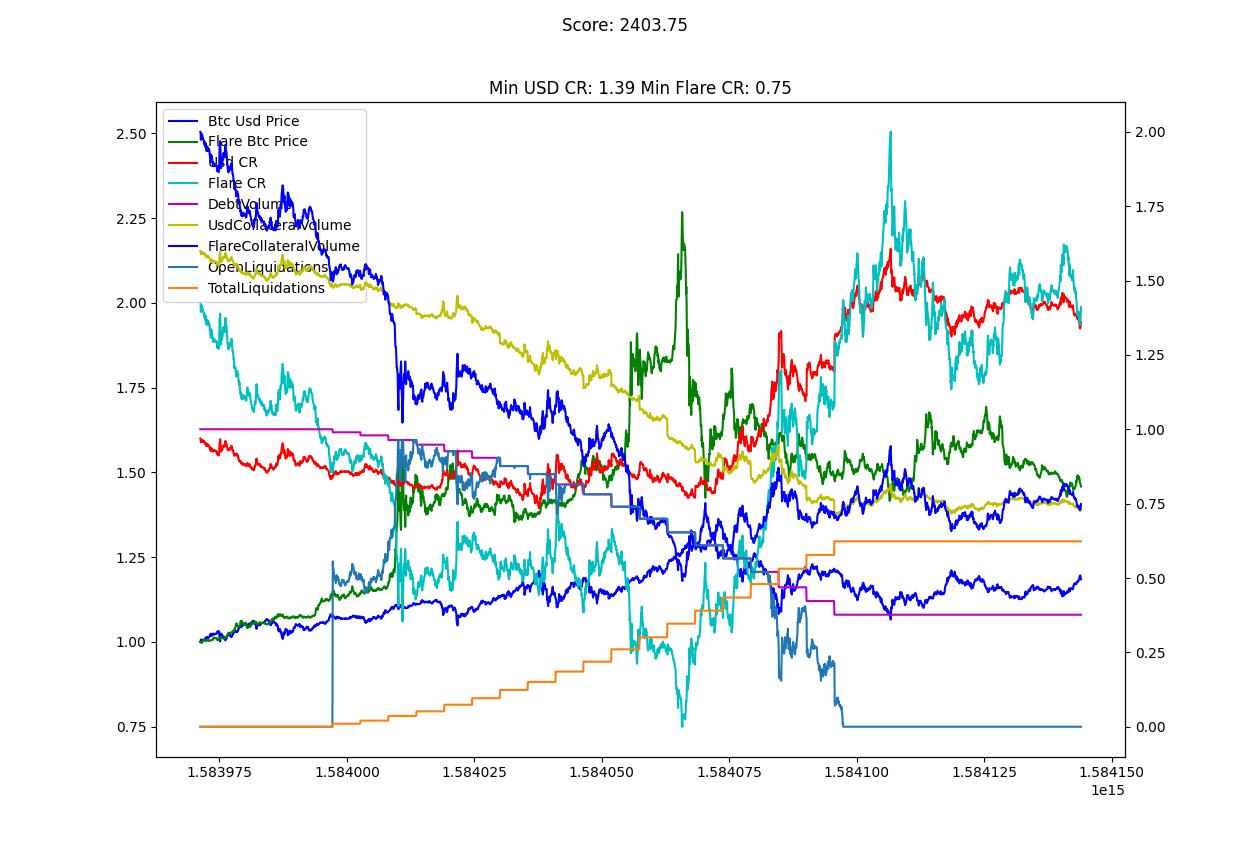 Score: 2403.75
Min USD CR: 1.39 Min Flare CR: 0.75
Btc Usd Price
Flare Btc Price
Usd CR
Flare CR
DebtVolume
UsdCollateralVolume
FlareCollateralVolume
OpenLiquidations
TotalLiquidations
2.50
2.25
2.00
1.75
1.50
1.25
1.00
0.75
2.00
1.75
1.50
1.25
1.00
0.75
0.50
0.25
0.00
1.583975 1.584000 1.584025 1.584050 1.584075 1.584100 1.584125 1.584150
1e15